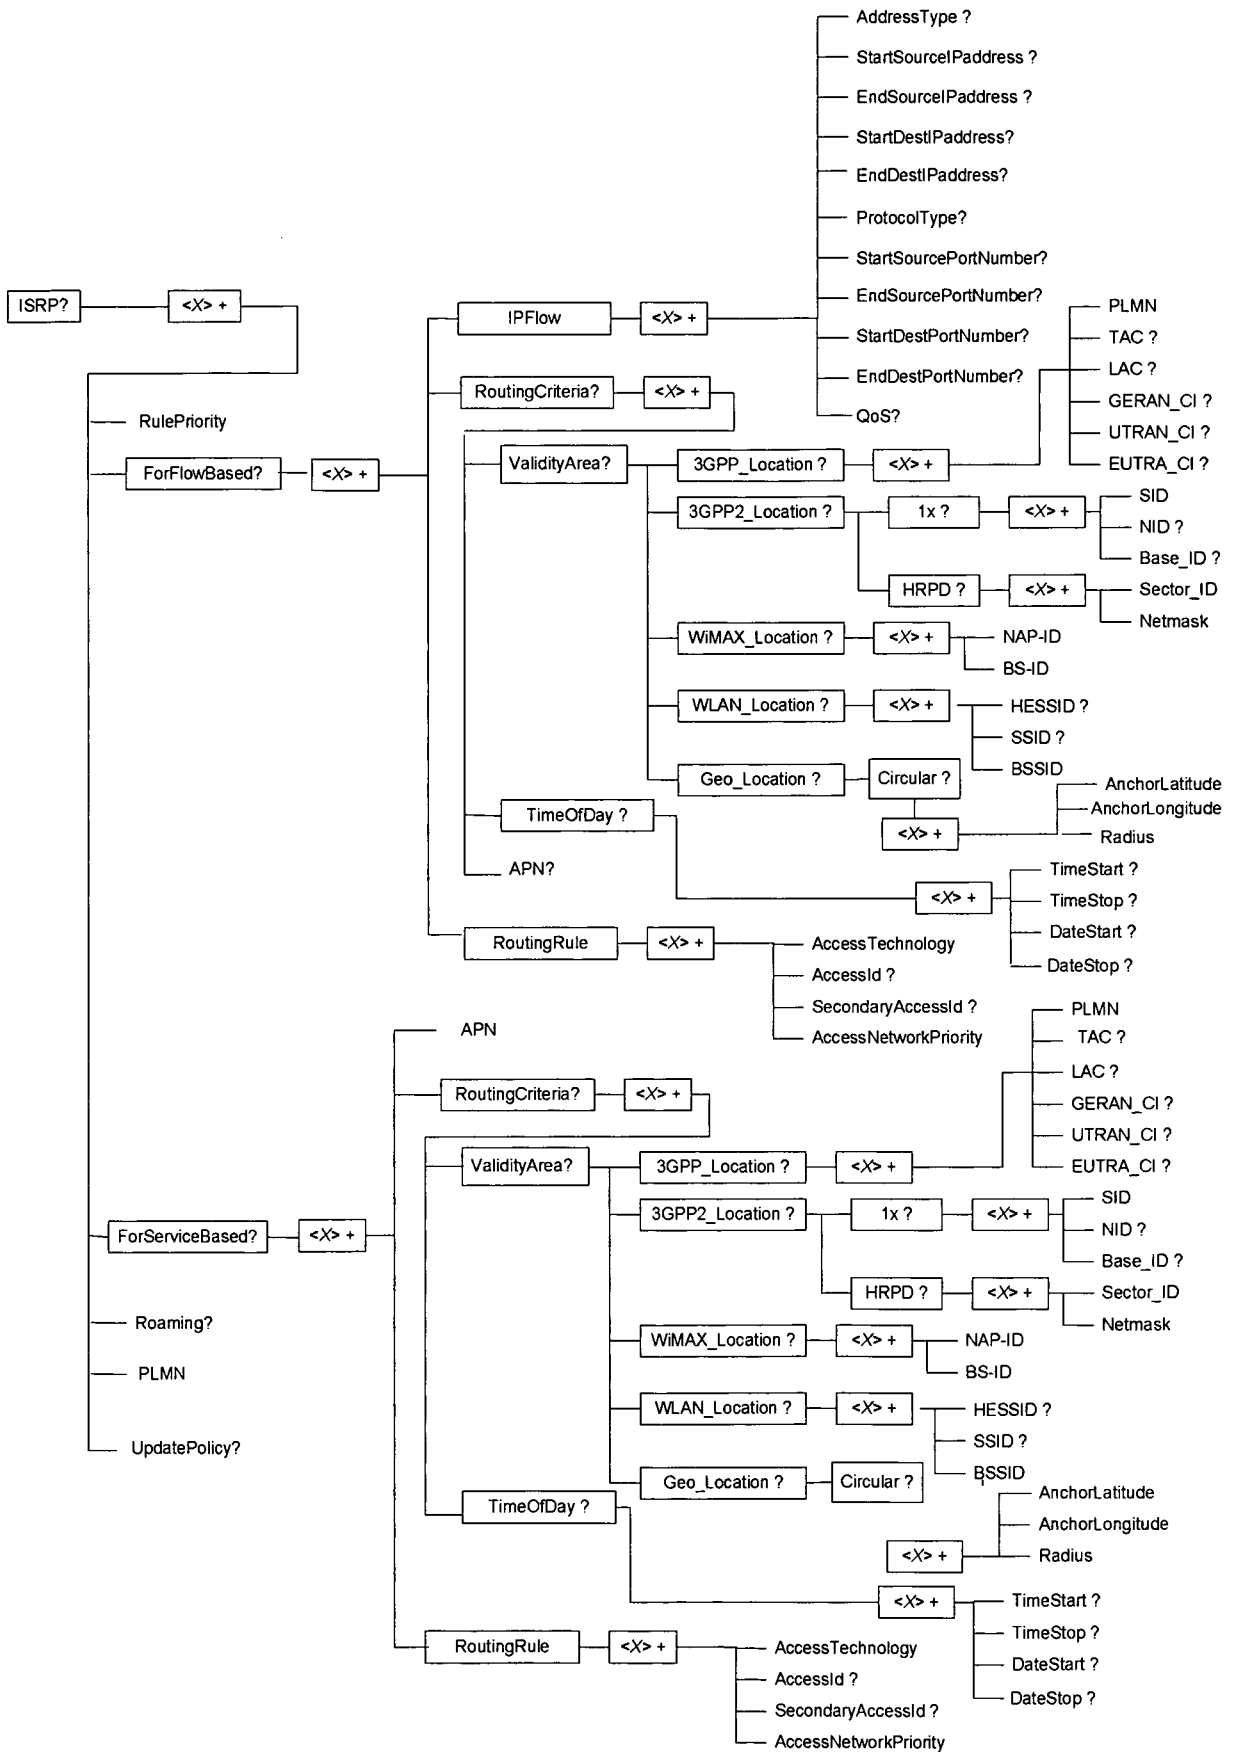 AddressType ?
StartSourceIPaddress ?
EndSourceIPaddress ?
StartDestIPaddress?
EndDestIPaddress?
ProtocolType?
StartSourcePortNumber?
EndSourcePortNumber?
StartDestPortNumber?
EndDestPortNumber?
QoS?
ISRP?
<X> +
IPFlow
<X> +
PLMN
TAC ?
LAC ?
GERAN_CI ?
UTRAN_CI ?
EUTRA_CI ?
RulePriority
ForFlowBased?
<X> +
RoutingCriteria?
<X> +
ValidityArea?
3GPP_Location ?
<X> +
3GPP2_Location ?
1x ?
<X> +
SID
NID ?
Base_ID ?
HRPD ?
<X> +
Sector_ID
Netmask
WiMAX_Location ?
<X> +
NAP-ID
BS-ID
WLAN_Location ?
<X> +
HESSID ?
SSID ?
BSSID
Geo_Location ?
Circular ?
<X> +
AnchorLatitude
AnchorLongitude
Radius
TimeOfDay ?
<X> +
TimeStart ?
TimeStop ?
DateStart ?
DateStop ?
APN?
RoutingRule
<X> +
AccessTechnology
AccessId ?
SecondaryAccessId ?
AccessNetworkPriority
APN
RoutingCriteria?
<X> +
PLMN
TAC ?
LAC ?
GERAN_CI ?
UTRAN_CI ?
EUTRA_CI ?
ValidityArea?
3GPP_Location ?
<X> +
3GPP2_Location ?
1x ?
<X> +
SID
NID ?
Base_ID ?
ForServiceBased?
<X> +
HRPD ?
<X> +
Sector_ID
Netmask
Roaming?
WiMAX_Location ?
<X> +
NAP-ID
BS-ID
PLMN
WLAN_Location ?
<X> +
HESSID ?
SSID ?
BSSID
UpdatePolicy?
Geo_Location ?
Circular ?
<X> +
AnchorLatitude
AnchorLongitude
Radius
TimeOfDay ?
<X> +
TimeStart ?
TimeStop ?
DateStart ?
DateStop ?
RoutingRule
<X> +
AccessTechnology
AccessId ?
SecondaryAccessId ?
AccessNetworkPriority